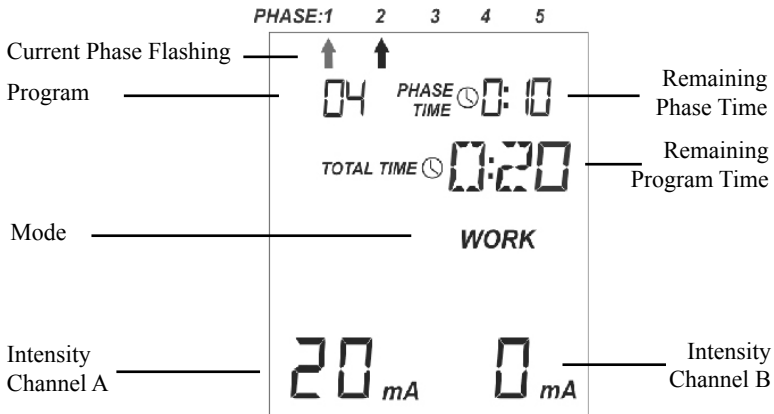 PHASE:1 2 3 4 5
Current Phase Flashing
Program
04
PHASE TIME 0:10
Remaining Phase Time
TOTAL TIME 0:20
Remaining Program Time
Mode
WORK
Intensity Channel A
20 mA
0 mA
Intensity Channel B